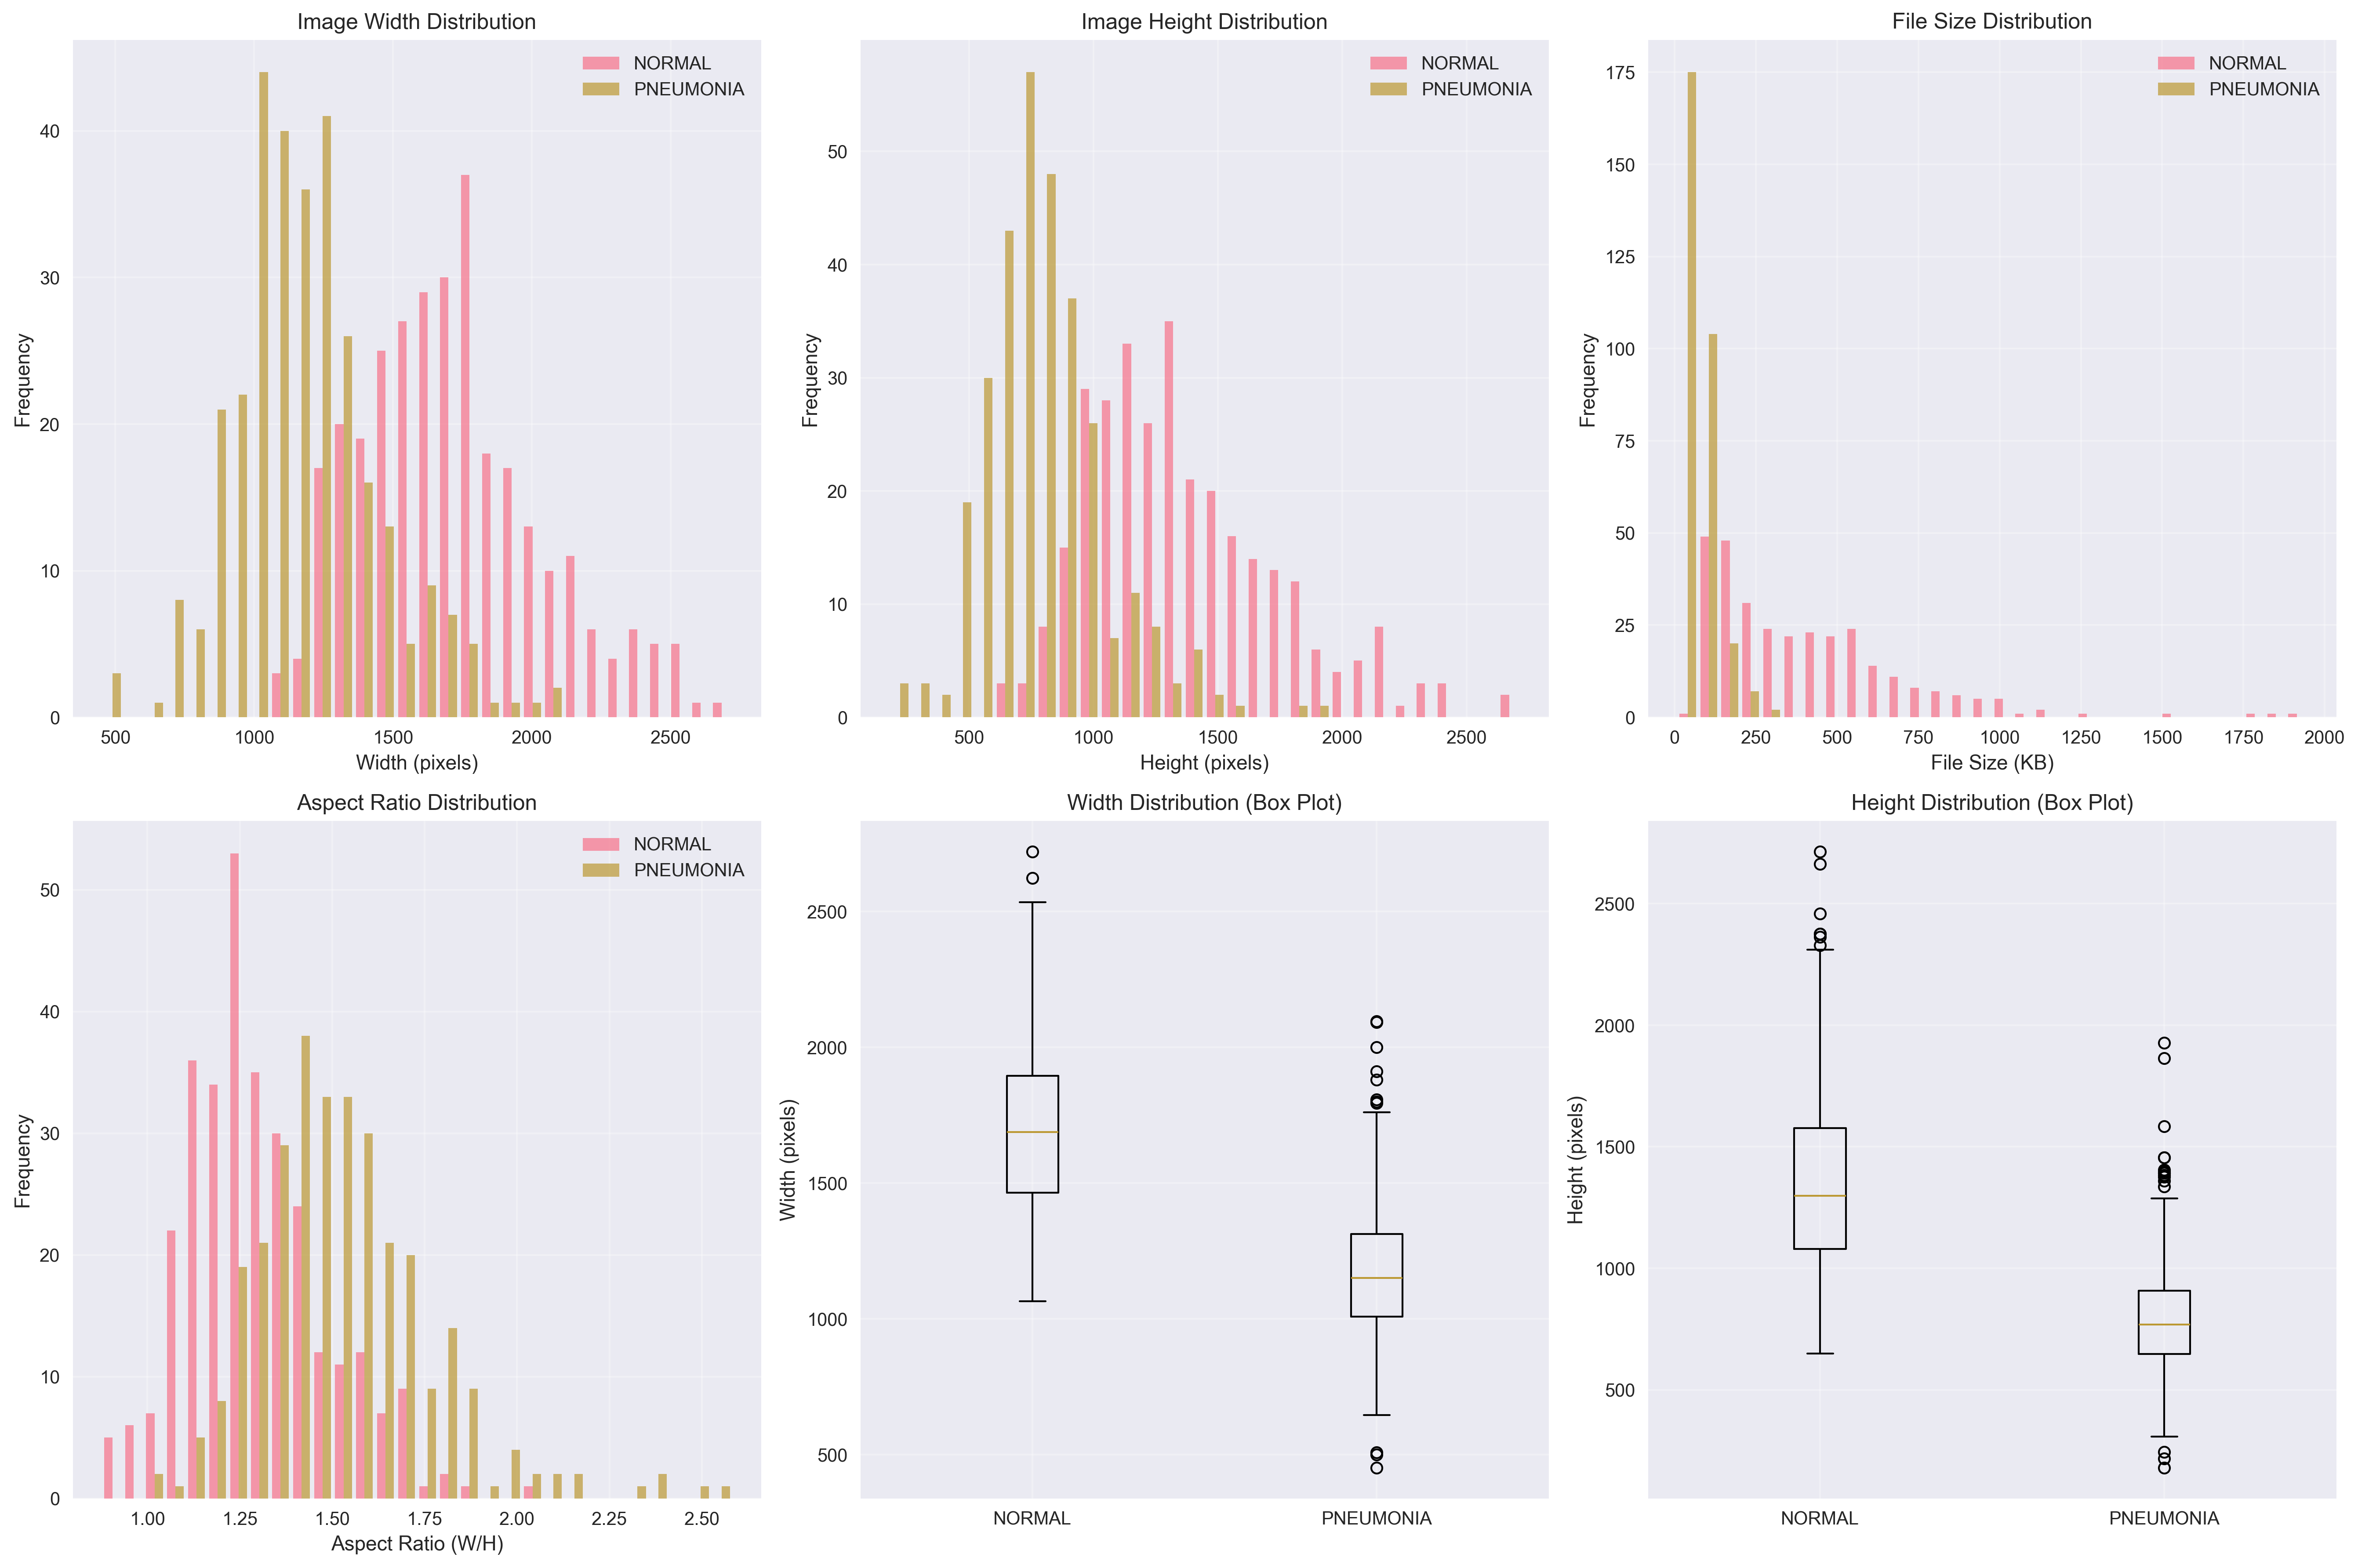 Image Width Distribution
NORMAL
PNEUMONIA
Frequency
40
30
20
10
0
500 1000 1500 2000 2500
Width (pixels)
Image Height Distribution
NORMAL
PNEUMONIA
Frequency
50
40
30
20
10
0
500 1000 1500 2000 2500
Height (pixels)
File Size Distribution
NORMAL
PNEUMONIA
Frequency
175
150
125
100
75
50
25
0
0 250 500 750 1000 1250 1500 1750 2000
File Size (KB)
Aspect Ratio Distribution
NORMAL
PNEUMONIA
Frequency
50
40
30
20
10
0
1.00 1.25 1.50 1.75 2.00 2.25 2.50
Aspect Ratio (W/H)
Width Distribution (Box Plot)
Width (pixels)
2500
2000
1500
1000
500
NORMAL PNEUMONIA
Height Distribution (Box Plot)
Height (pixels)
2500
2000
1500
1000
500
NORMAL PNEUMONIA